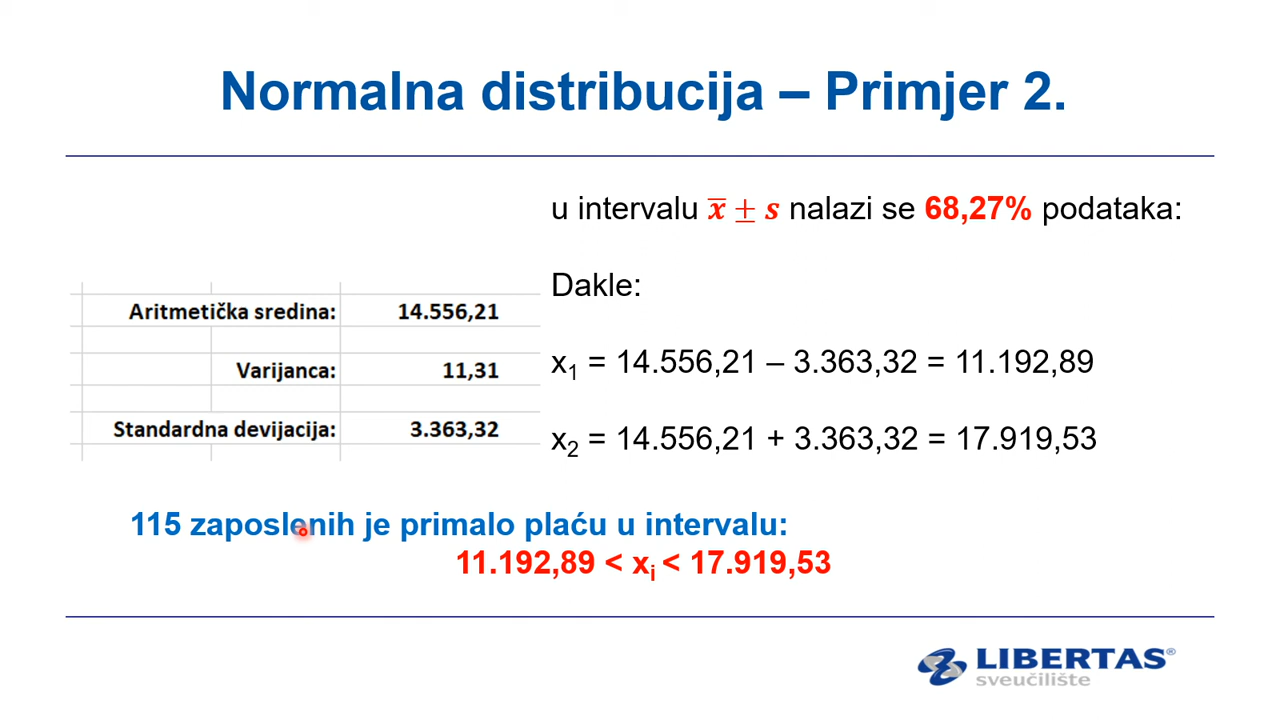 Normalna distribucija – Primjer 2.
u intervalu x̅ ± s nalazi se 68,27% podataka:
Dakle:
Aritmetička sredina: 14.556,21
x₁ = 14.556,21 – 3.363,32 = 11.192,89
Varijanca: 11,31
Standardna devijacija: 3.363,32
x₂ = 14.556,21 + 3.363,32 = 17.919,53
115 zaposlenih je primalo plaću u intervalu:
11.192,89 < xᵢ < 17.919,53
LIBERTAS®
sveučilište